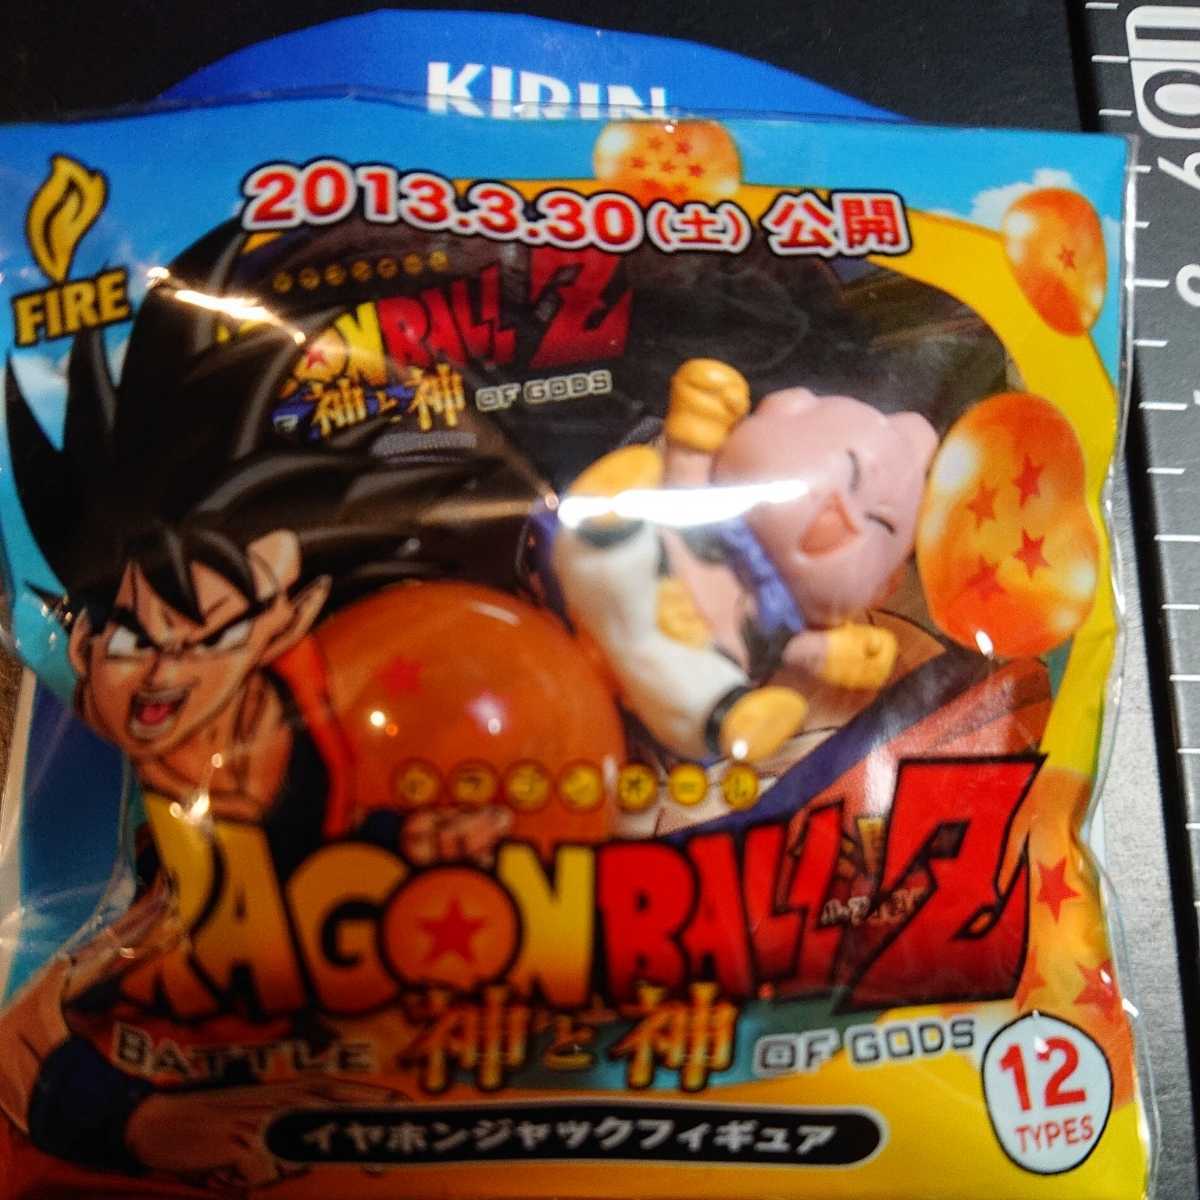 KIRIN
2013.3.30(土) 公開
FIRE
ONBALL Z
神と神 OF GODS
ドラゴンボール
DRAGONBALL Z
BATTLE 神と神 OF GODS
12
TYPES
イヤホンジャックフィギュア